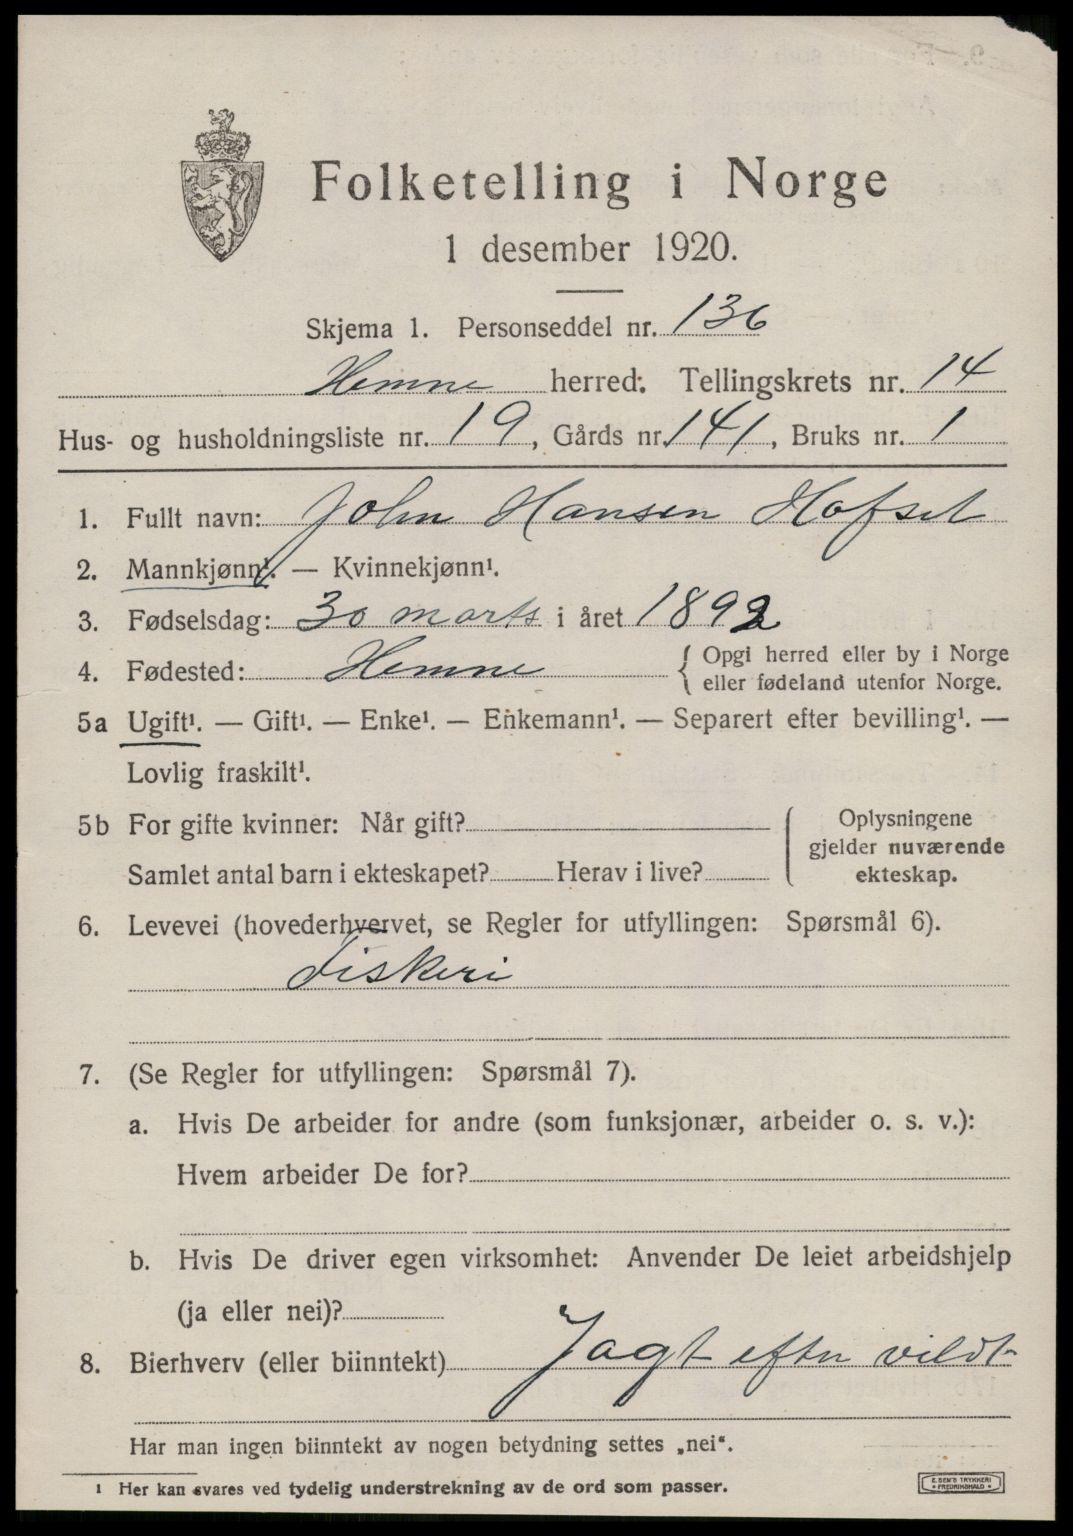 Folketelling i Norge
1 desember 1920.
Skjema 1. Personseddel nr. 136
Hemne herred. Tellingskrets nr. 14
Hus- og husholdningsliste nr. 19, Gårds nr. 141, Bruks nr. 1
1. Fullt navn: John Hansen Hofset
2. Mannkjønn¹. — Kvinnekjønn¹.
3. Fødselsdag: 30 marts i året 1892
4. Fødested: Hemne { Opgi herred eller by i Norge
eller fødeland utenfor Norge.
5a Ugift¹. — Gift¹. — Enke¹. — Enkemann¹. — Separert efter bevilling¹. —
Lovlig fraskilt¹.
5b For gifte kvinner: Når gift? { Oplysningene
gjelder nuværende
Samlet antal barn i ekteskapet? Herav i live? ekteskap.
6. Levevei (hovederhvervet, se Regler for utfyllingen: Spørsmål 6).
Fiskeri
7. (Se Regler for utfyllingen: Spørsmål 7).
a. Hvis De arbeider for andre (som funksjonær, arbeider o. s. v.):
Hvem arbeider De for?
b. Hvis De driver egen virksomhet: Anvender De leiet arbeidshjelp
(ja eller nei)?
8. Bierhverv (eller biinntekt) Jagt efter vildt
Har man ingen biinntekt av nogen betydning settes „nei“.
¹ Her kan svares ved tydelig understrekning av de ord som passer.
E. SEM'S TRYKKERI
* FREDRIKSHALD *